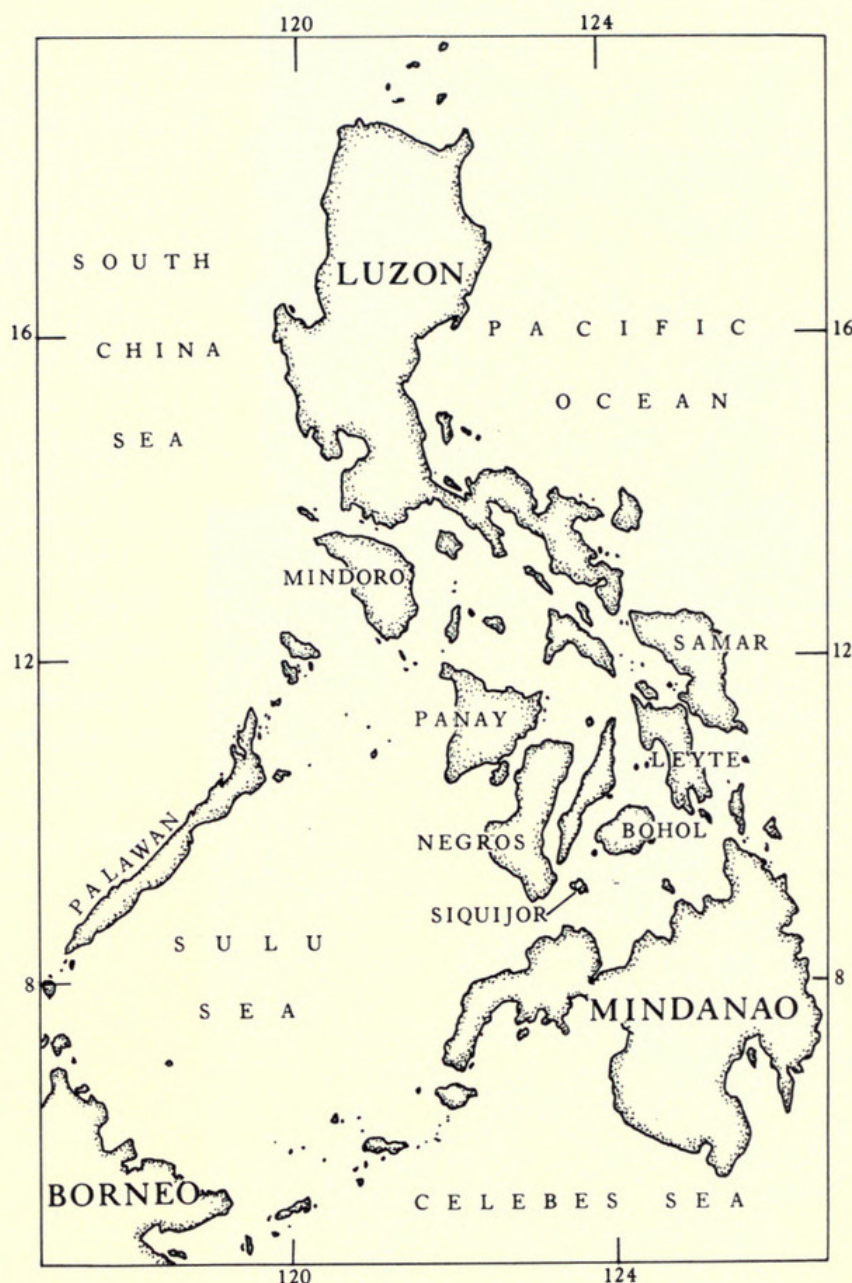 120 124
SOUTH
LUZON
CHINA
16 PACIFIC 16
OCEAN
SEA
MINDORO
SAMAR
12 12
PANAY
LEYTE
PALAWAN
NEGROS
BOHOL
SIQUIJOR
SULU
8 8
SEA
MINDANAO
BORNEO
CELEBES SEA
120 124